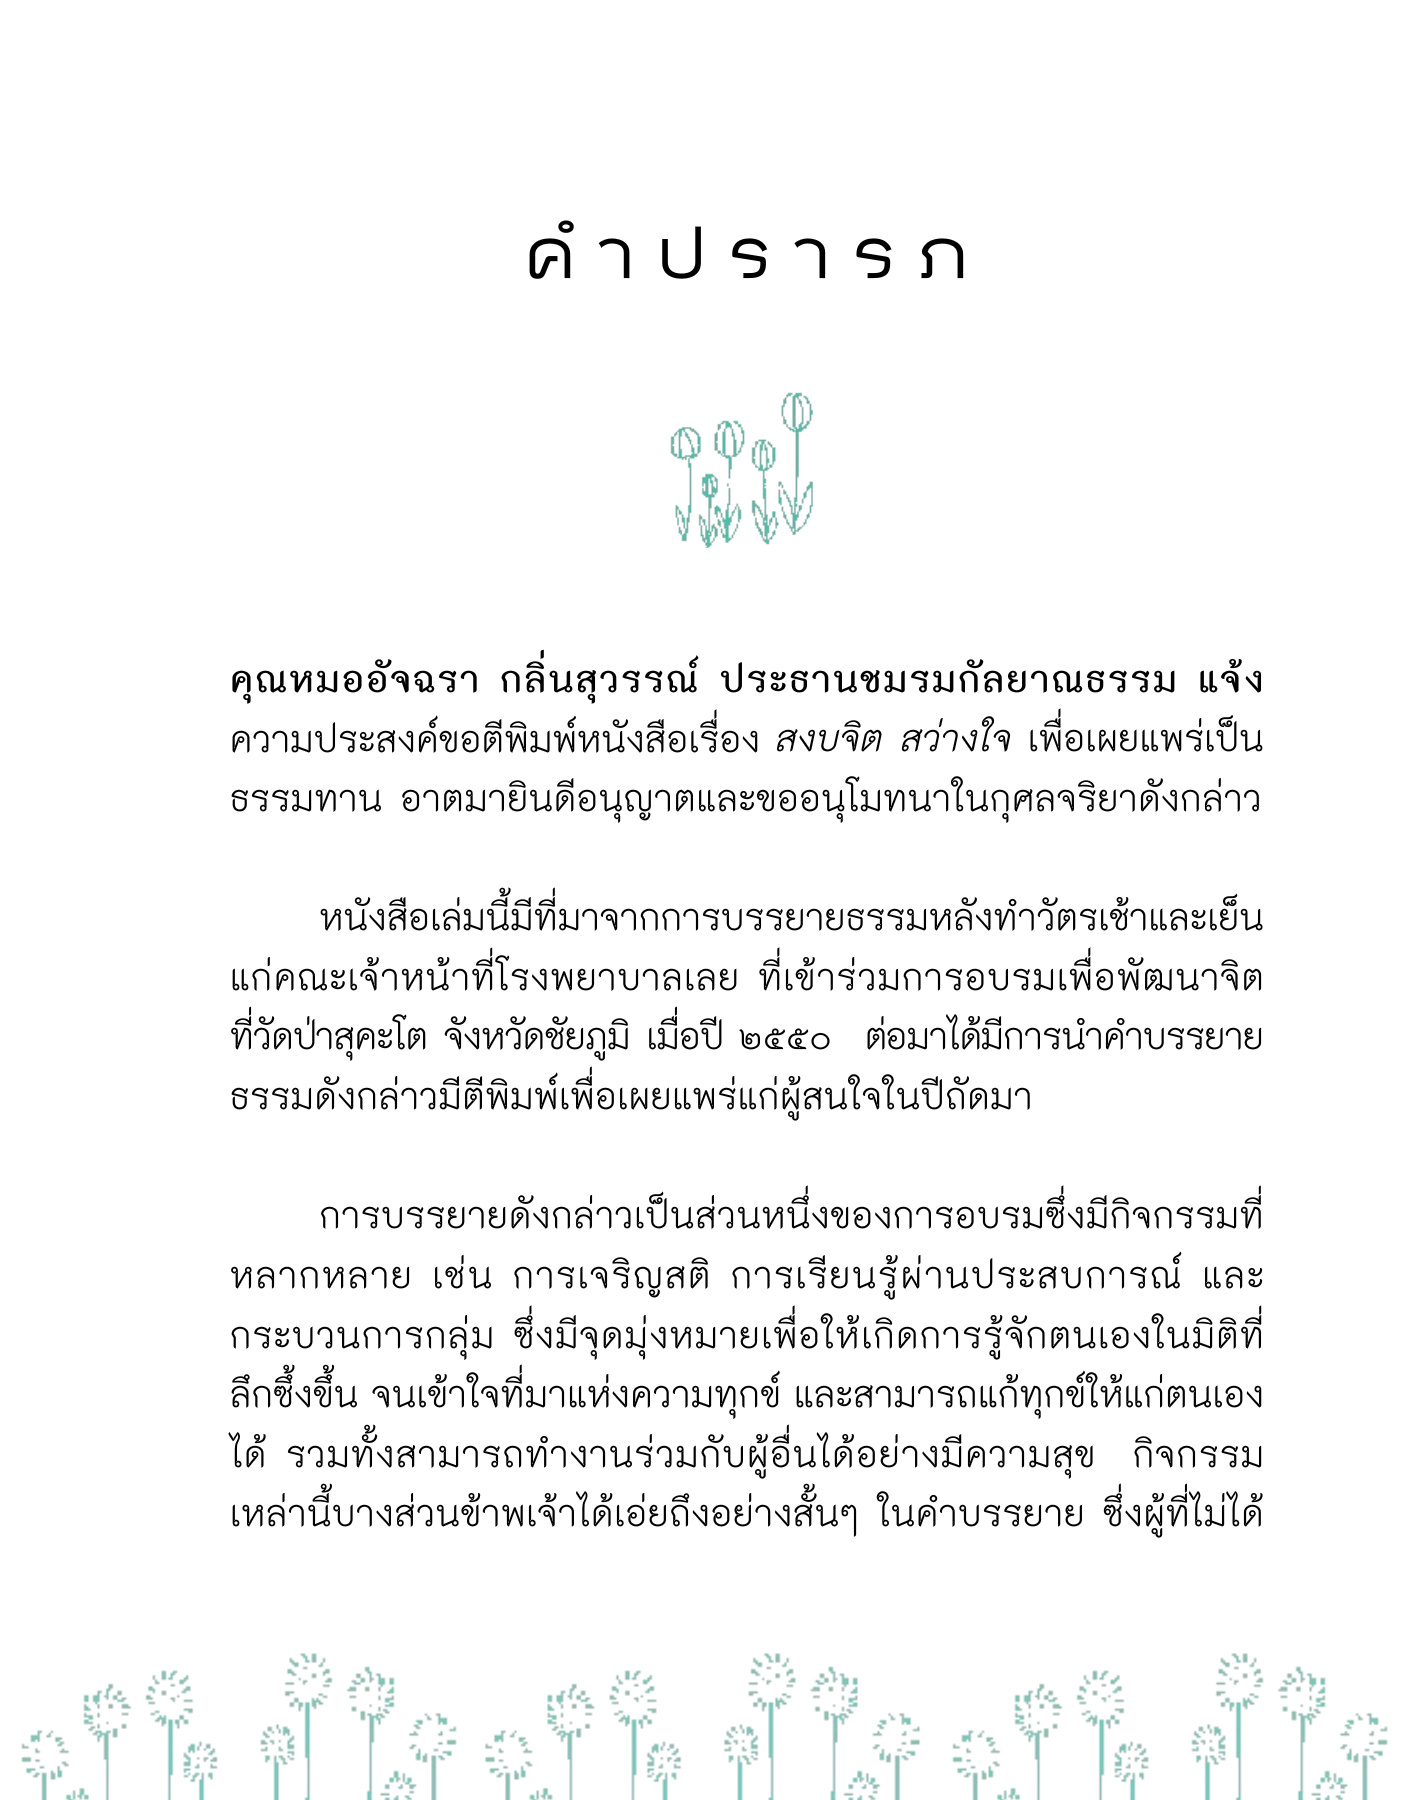 คำปรารภ
คุณหมออัจฉรา กลิ่นสุวรรณ์ ประธานชมรมกัลยาณธรรม แจ้ง
ความประสงค์ขอตีพิมพ์หนังสือเรื่อง สงบจิต สว่างใจ เพื่อเผยแพร่เป็น
ธรรมทาน อาตมายินดีอนุญาตและขออนุโมทนาในกุศลจริยาดังกล่าว
หนังสือเล่มนี้มีที่มาจากการบรรยายธรรมหลังทำวัตรเช้าและเย็น
แก่คณะเจ้าหน้าที่โรงพยาบาลเลย ที่เข้าร่วมการอบรมเพื่อพัฒนาจิต
ที่วัดป่าสุคะโต จังหวัดชัยภูมิ เมื่อปี ๒๕๕๐ ต่อมาได้มีการนำคำบรรยาย
ธรรมดังกล่าวมีตีพิมพ์เพื่อเผยแพร่แก่ผู้สนใจในปีถัดมา
การบรรยายดังกล่าวเป็นส่วนหนึ่งของการอบรมซึ่งมีกิจกรรมที่
หลากหลาย เช่น การเจริญสติ การเรียนรู้ผ่านประสบการณ์ และ
กระบวนการกลุ่ม ซึ่งมีจุดมุ่งหมายเพื่อให้เกิดการรู้จักตนเองในมิติที่
ลึกซึ้งขึ้น จนเข้าใจที่มาแห่งความทุกข์ และสามารถแก้ทุกข์ให้แก่ตนเอง
ได้ รวมทั้งสามารถทำงานร่วมกับผู้อื่นได้อย่างมีความสุข กิจกรรม
เหล่านี้บางส่วนข้าพเจ้าได้เอ่ยถึงอย่างสั้นๆ ในคำบรรยาย ซึ่งผู้ที่ไม่ได้